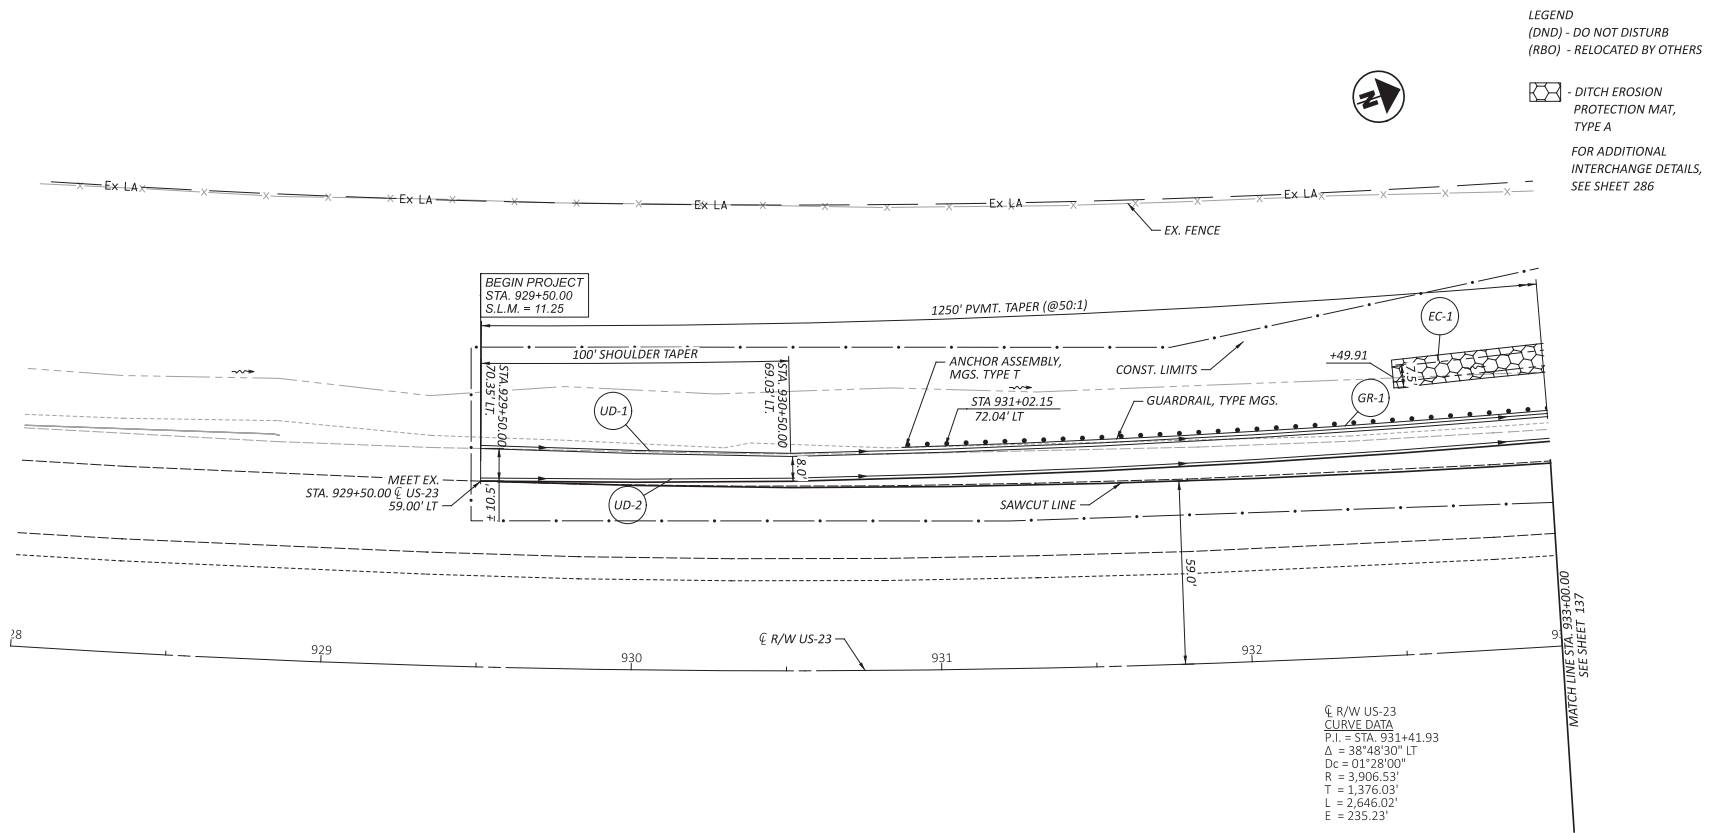 LEGEND
(DND) - DO NOT DISTURB
(RBO) - RELOCATED BY OTHERS
- DITCH EROSION
PROTECTION MAT,
TYPE A
FOR ADDITIONAL
INTERCHANGE DETAILS,
SEE SHEET 286
N
Ex LA
Ex LA
Ex LA
Ex LA
Ex LA
EX. FENCE
BEGIN PROJECT
STA. 929+50.00
S.L.M. = 11.25
1250' PVMT. TAPER (@50:1)
EC-1
100' SHOULDER TAPER
ANCHOR ASSEMBLY,
MGS. TYPE T
CONST. LIMITS
+49.91
7.5'
STA. 929+50.00
70.35' LT.
STA. 930+50.00
69.03' LT.
UD-1
STA 931+02.15
72.04' LT
GUARDRAIL, TYPE MGS.
GR-1
8.0'
MEET EX.
STA. 929+50.00 ℄ US-23
59.00' LT
± 10.5'
UD-2
SAWCUT LINE
59.0'
℄ R/W US-23
28
929
930
931
932
MATCH LINE STA. 933+00.00
SEE SHEET 137
℄ R/W US-23
CURVE DATA
P.I. = STA. 931+41.93
Δ = 38°48'30" LT
Dc = 01°28'00"
R = 3,906.53'
T = 1,376.03'
L = 2,646.02'
E = 235.23'